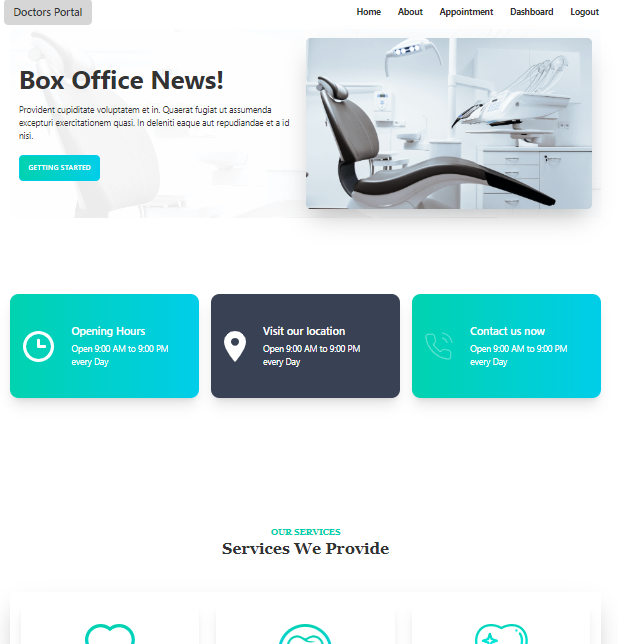 Doctors Portal
Home About Appointment Dashboard Logout
Box Office News!
Provident cupiditate voluptatem et in. Quaerat fugiat ut assumenda
excepturi exercitationem quasi. In deleniti eaque aut repudiandae et a id
nisi.
GETTING STARTED
Opening Hours
Open 9:00 AM to 9:00 PM
every Day
Visit our location
Open 9:00 AM to 9:00 PM
every Day
Contact us now
Open 9:00 AM to 9:00 PM
every Day
OUR SERVICES
Services We Provide